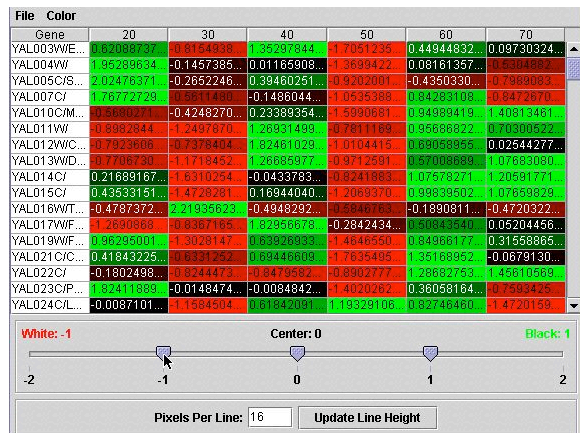 File Color
Gene 20 30 40 50 60 70
YAL003W/E... 0.62088737... -0.8154938... 1.35297844... -1.7051235... 0.44944832... 0.09730324...
YAL004W/ 1.95289634... -0.1457385... 0.01165908... -1.3699422... 0.08161357... -0.5304882...
YAL005C/S... 2.02476371... -0.2652246... 0.39460251... -0.9202001... -0.4350330... -0.7989083...
YAL007C/ 1.76772729... -0.5611480... -0.1486044... -1.0535388... 0.84283108... -0.8472670...
YAL010C/M... -0.5680271... -0.4248270... 0.23389354... -1.5990681... 0.94989419... 1.40813461...
YAL011W/ -0.8982844... -1.2497870... 1.26931499... -0.7811169... 0.95686822... 0.70300522...
YAL012W/C... -0.7923606... -0.7378404... 1.82461029... -1.0104415... 0.69058955... 0.02544277...
YAL013W/D... -0.7706730... -1.1718452... 1.26685977... -0.9712591... 0.57008689... 1.07683080...
YAL014C/ 0.21689167... -1.6310254... -0.0433783... -0.8241883... 1.07578271... 1.20591771...
YAL015C/ 0.43533151... -1.4728281... 0.16944040... -1.2069370... 0.99839502... 1.07659829...
YAL016W/T... -0.4787372... 2.21935623... -0.4948292... -0.5846763... -0.1890811... -0.4720322...
YAL017W/F... -1.2690868... -0.8367165... 1.82956678... -0.2842434... 0.50843540... 0.05204456...
YAL019W/F... 0.96295001... -1.3028147... 0.63926933... -1.4646550... 0.84966177... 0.31558865...
YAL021C/C... 0.41843225... -0.6331252... 0.69446609... -1.7635495... 1.35168952... -0.0679130...
YAL022C/ -0.1802498... -0.8244473... -0.8479582... -0.8902777... 1.28682753... 1.45610569...
YAL023C/P... 1.82411889... -0.0148474... -0.0084842... -1.4020262... 0.36058164... -0.7593425...
YAL024C/L... -0.0087101... -1.1584504... 0.61842091... 1.19329106... 0.82746460... -1.4720159...
White: -1 Center: 0 Black: 1
-2 -1 0 1 2
Pixels Per Line: 16 Update Line Height